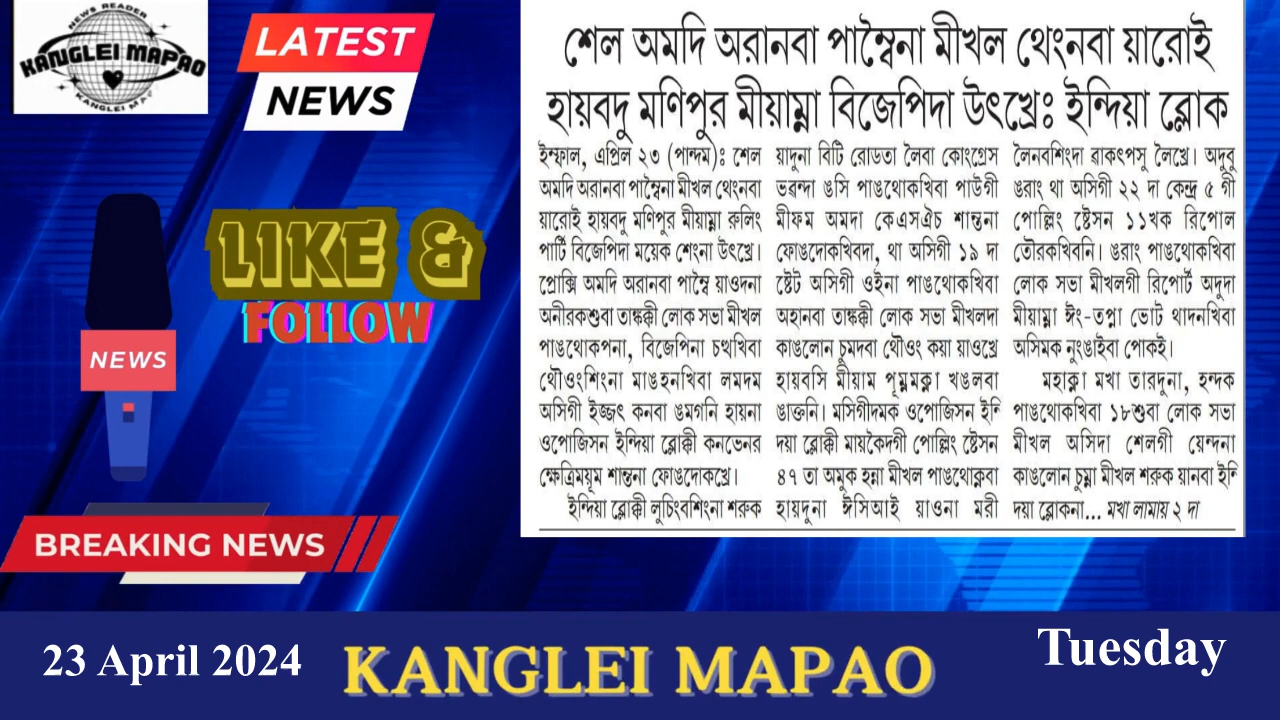 NEWS READER
KANGLEI MAPAO
KANGLEI MA
LATEST
NEWS
LIKE &
FOLLOW
NEWS
BREAKING NEWS
শেল অমদি অরানবা পাম্বৈনা মীখল থেংনবা য়ারোই
হায়বদু মণিপুর মীয়াম্না বিজেপিদা উৎখ্রেঃ ইন্দিয়া ব্লোক
ইম্ফাল, এপ্রিল ২৩ (পান্দম)ঃ শেল
অমদি অরানবা পাম্বৈনা মীখল থেংনবা
য়ারোই হায়বদু মণিপুর মীয়াম্না রুলিং
পার্টি বিজেপিদা ময়েক শেংনা উৎখ্রে।
প্রোক্সি অমদি অরানবা পাম্বৈ য়াওদনা
অনীরকশুবা তাঙ্ককী লোক সভা মীখল
পাঙথোকপনা, বিজেপিনা চত্থখিবা
থৌওংশিংনা মাঙহনখিবা লমদম
অসিগী ইজ্জৎ কনবা ঙমগনি হায়না
ওপোজিসন ইন্দিয়া ব্লোক্কী কনভেনর
ক্ষেত্রিময়ূম শান্তনা ফোঙদোকখ্রে।
ইন্দিয়া ব্লোক্কী লুচিংবশিংনা শরুক
য়াদুনা বিটি রোডতা লৈবা কোংগ্রেস
ভৱন্দা ঙসি পাঙথোকখিবা পাউগী
মীফম অমদা কেএসঐচ শান্তনা
ফোঙদোকখিবদা, থা অসিগী ১৯ দা
ষ্টেট অসিগী ওইনা পাঙথোকখিবা
অহানবা তাঙ্ককী লোক সভা মীখলদা
কাঙলোন চুমদবা থৌওং কয়া য়াওখ্রে
হায়বসি মীয়াম পূম্নমক্না খঙলবা
ঙাক্তনি। মসিগীদমক ওপোজিসন ইন্দি
দয়া ব্লোক্কী মায়কৈদগী পোল্লিং ষ্টেসন
৪৭ তা অমুক হন্না মীখল পাঙথোক্নবা
হায়দুনা ঈসিআই য়াওনা মরী
লৈনবশিংদা ৱাকৎপসু লৈখ্রে। অদুবু
ঙরাং থা অসিগী ২২ দা কেন্দ্র ৫ গী
পোল্লিং ষ্টেসন ১১খক রিপোল
তৌরকখিবনি। ঙরাং পাঙথোকখিবা
লোক সভা মীখলগী রিপোর্ট অদুদা
মীয়াম্না ঈং-তপ্না ভোট থাদনখিবা
অসিমক নুংঙাইবা পোকই।
মহাক্না মখা তারদুনা, হন্দক
পাঙথোকখিবা ১৮শুবা লোক সভা
মীখল অসিদা শেলগী য়েন্দনা
কাঙলোন চুম্না মীখল শরুক য়ানবা ইন্দি
দয়া ব্লোকনা... মখা লামায় ২ দা
23 April 2024
KANGLEI MAPAO
Tuesday